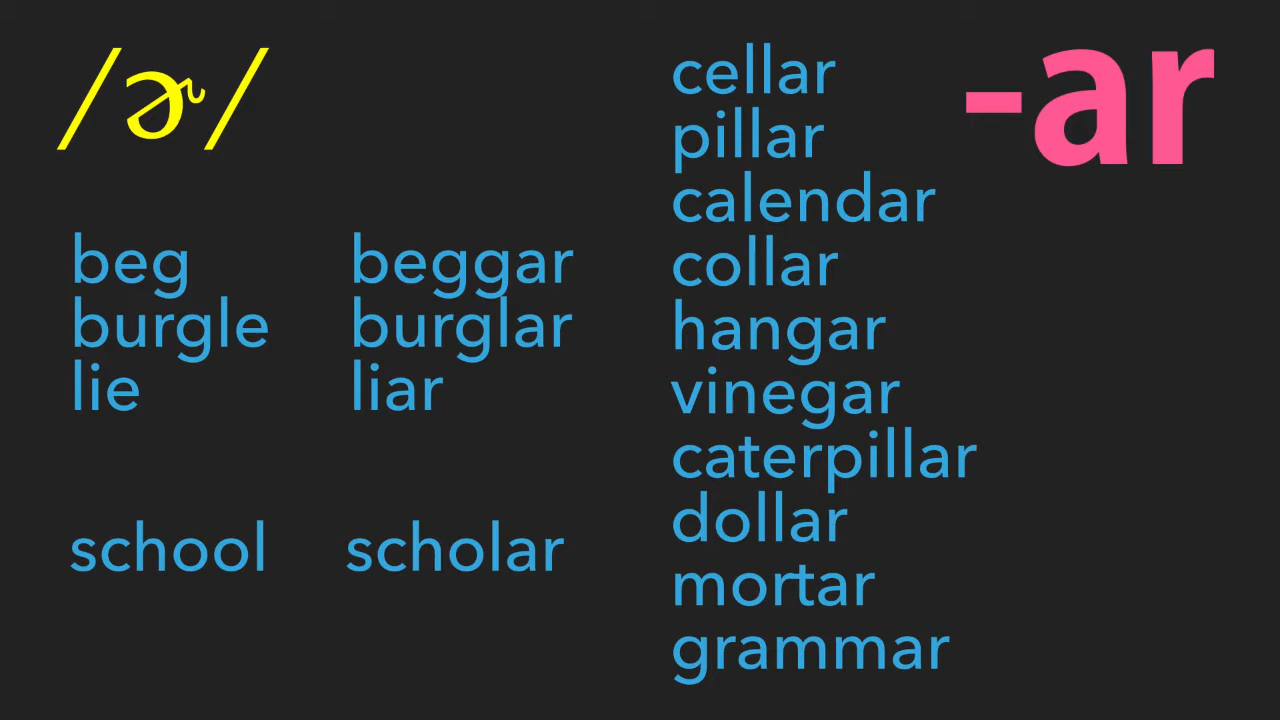 /ɚ/
beg beggar
burgle burglar
lie liar
school scholar
-ar
cellar
pillar
calendar
collar
hangar
vinegar
caterpillar
dollar
mortar
grammar